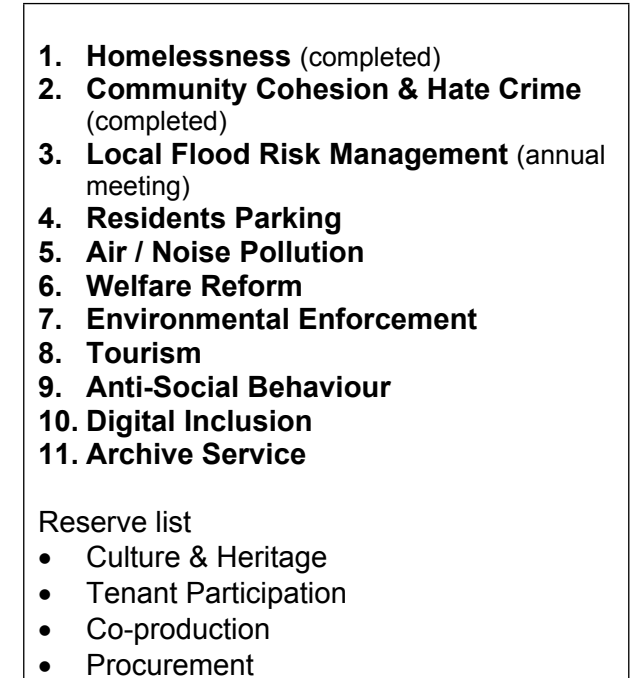 1. Homelessness (completed)
2. Community Cohesion & Hate Crime
(completed)
3. Local Flood Risk Management (annual
meeting)
4. Residents Parking
5. Air / Noise Pollution
6. Welfare Reform
7. Environmental Enforcement
8. Tourism
9. Anti-Social Behaviour
10. Digital Inclusion
11. Archive Service
Reserve list
• Culture & Heritage
• Tenant Participation
• Co-production
• Procurement